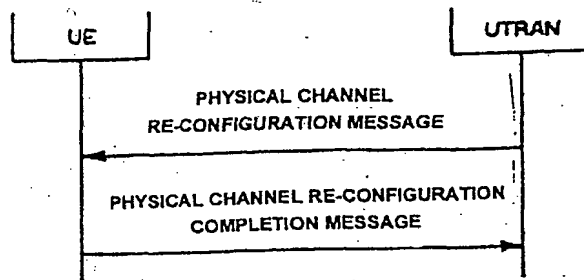 UE
UTRAN
PHYSICAL CHANNEL
RE-CONFIGURATION MESSAGE
PHYSICAL CHANNEL RE-CONFIGURATION
COMPLETION MESSAGE